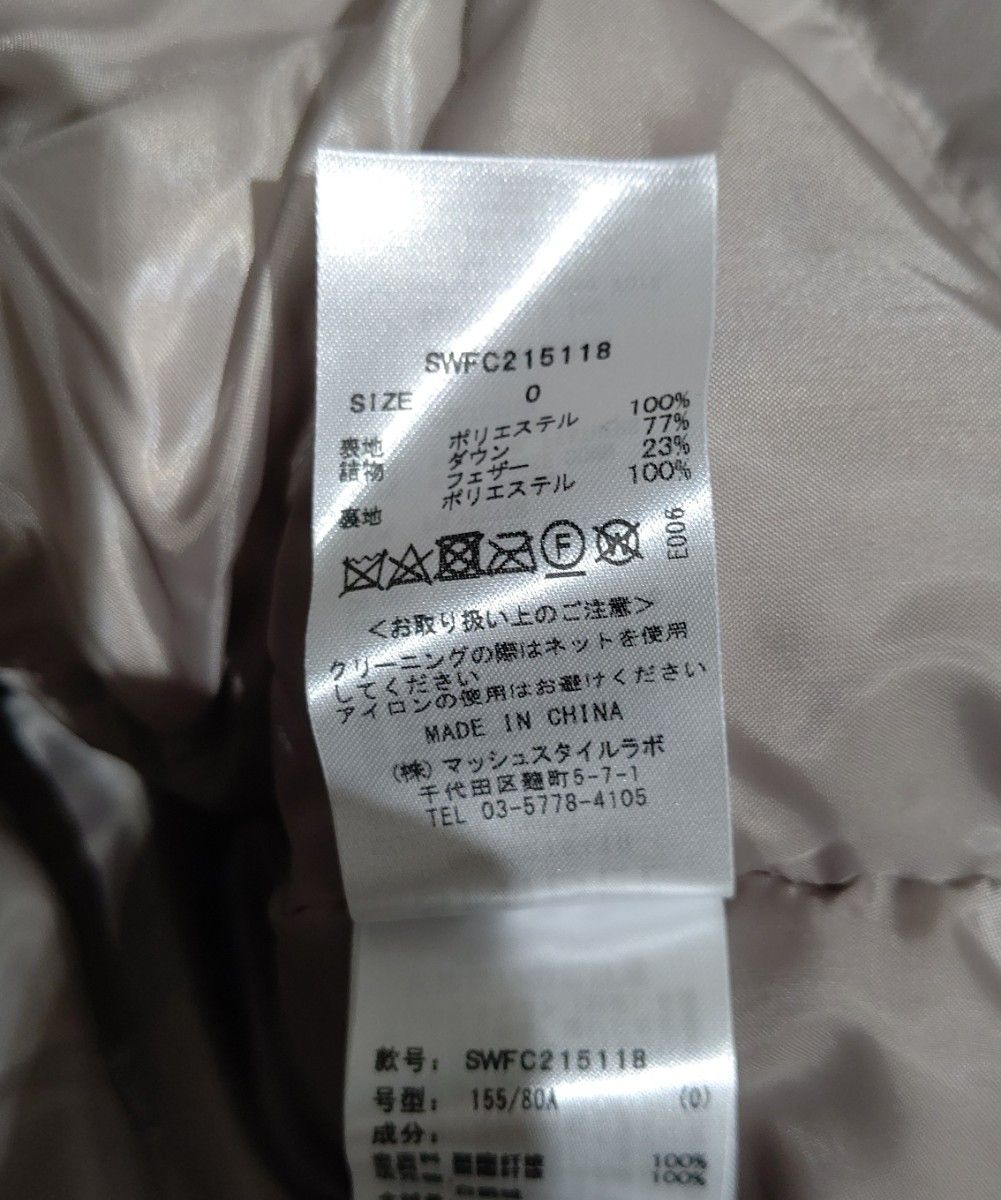 SWFC215118
SIZE 0
表地 ポリエステル 100%
詰物 ダウン 77%
フェザー 23%
裏地 ポリエステル 100%
F W E006
<お取り扱い上のご注意>
クリーニングの際はネットを使用
してください
アイロンの使用はお避けください
MADE IN CHINA
(株)マッシュスタイルラボ
千代田区麹町5-7-1
TEL 03-5778-4105
款号: SWFC215118
号型: 155/80A (0)
成分:
100%
100%